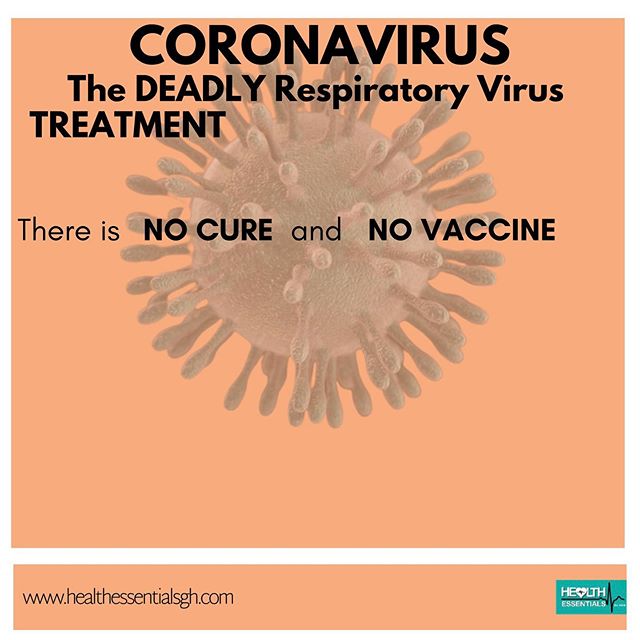 CORONAVIRUS
The DEADLY Respiratory Virus
TREATMENT
There is NO CURE and NO VACCINE
www.healthessentialsgh.com
HEALTH
ESSENTIALS